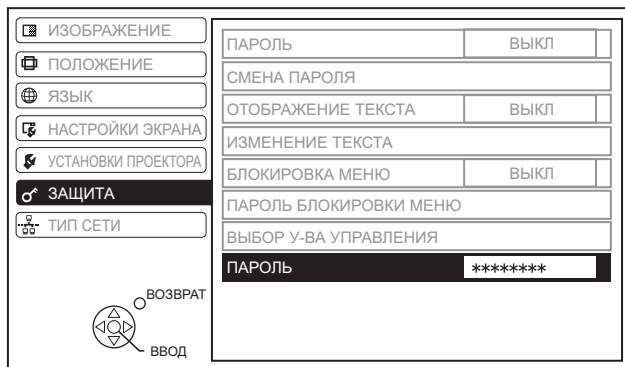 ИЗОБРАЖЕНИЕ
ПОЛОЖЕНИЕ
ЯЗЫК
НАСТРОЙКИ ЭКРАНА
УСТАНОВКИ ПРОЕКТОРА
ЗАЩИТА
ТИП СЕТИ
ВОЗВРАТ
ВВОД
ПАРОЛЬ ВЫКЛ
СМЕНА ПАРОЛЯ
ОТОБРАЖЕНИЕ ТЕКСТА ВЫКЛ
ИЗМЕНЕНИЕ ТЕКСТА
БЛОКИРОВКА МЕНЮ ВЫКЛ
ПАРОЛЬ БЛОКИРОВКИ МЕНЮ
ВЫБОР У-ВА УПРАВЛЕНИЯ
ПАРОЛЬ ********